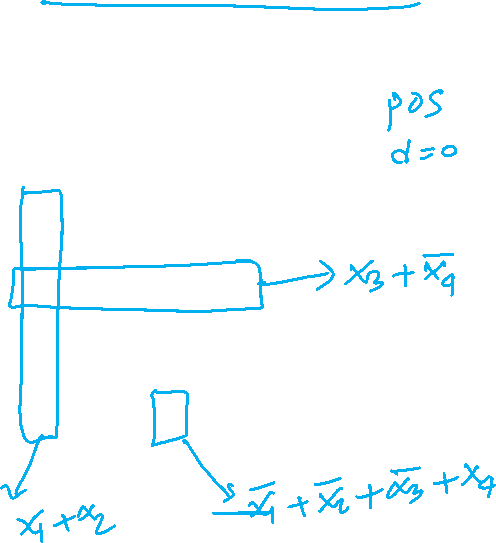 POS
d=0
x₃ + x̅₄
x̅₁ + x̅₂ + x̅₃ + x₄
x₁ + x₂